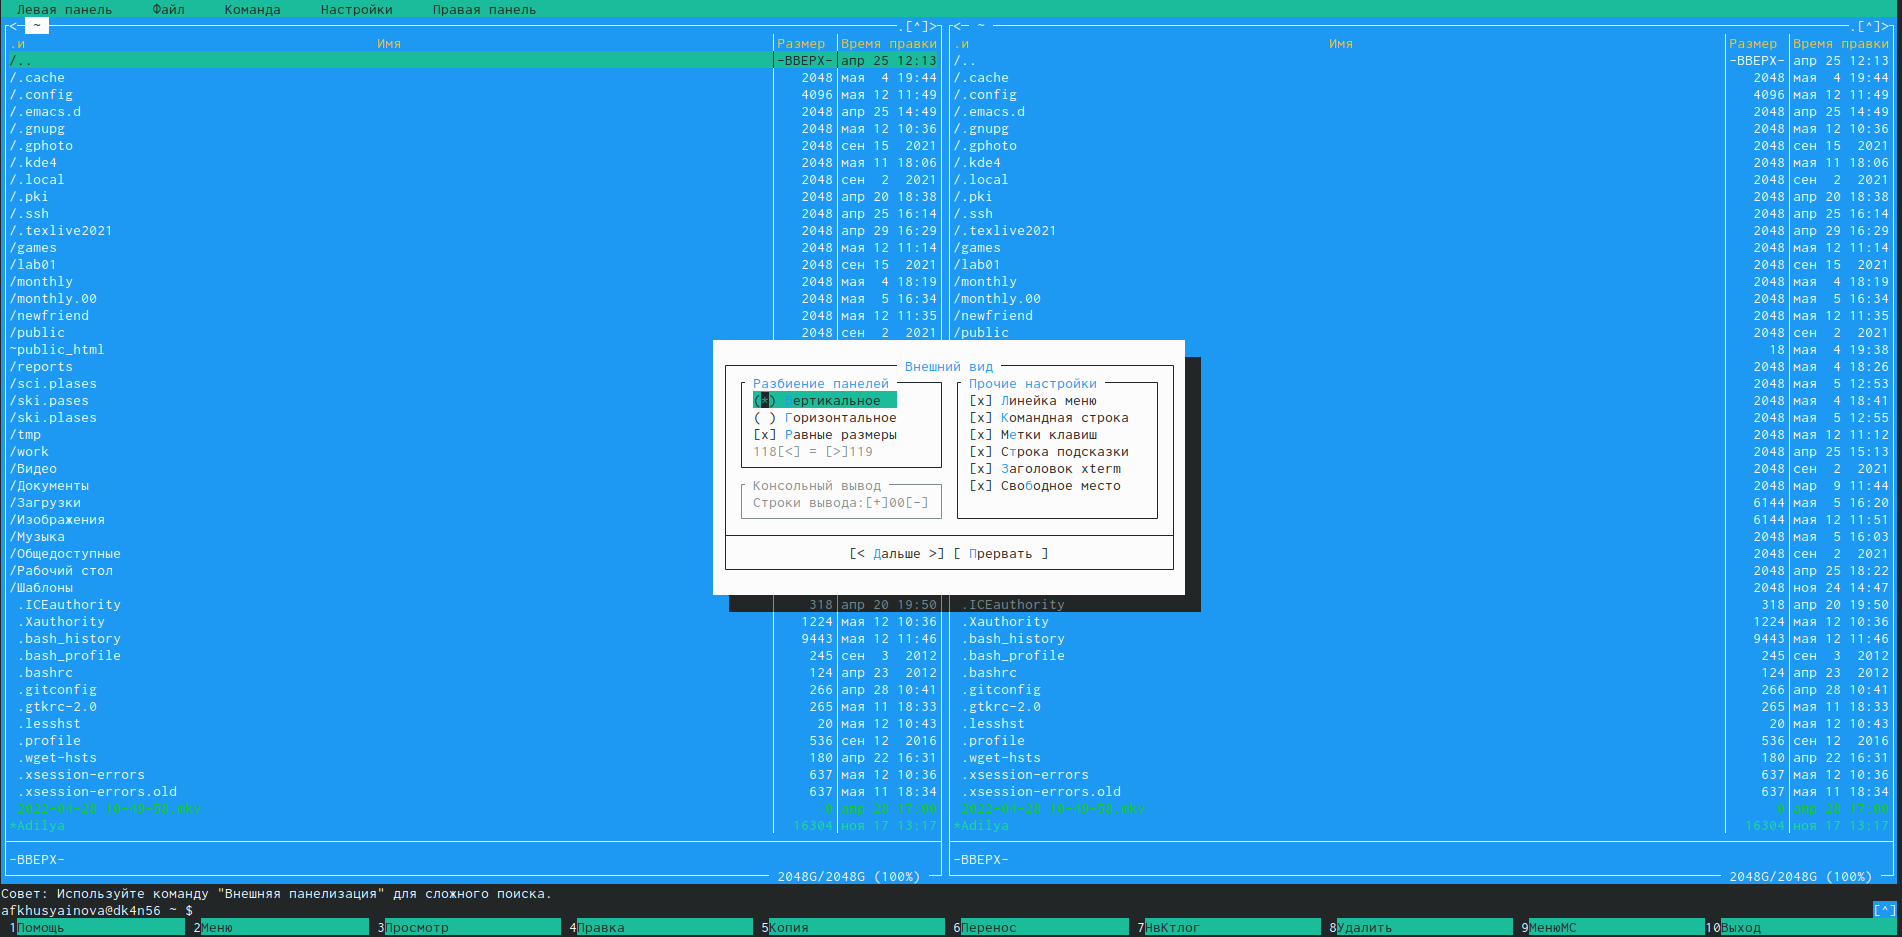 Левая панель Файл Команда Настройки Правая панель
<─ ~ .[^]> <─ ~ .[^]>
.и Имя Размер Время правки .и Имя Размер Время правки
/.. -ВВЕРХ- апр 25 12:13 /.. -ВВЕРХ- апр 25 12:13
/.cache 2048 мая 4 19:44 /.cache 2048 мая 4 19:44
/.config 4096 мая 12 11:49 /.config 4096 мая 12 11:49
/.emacs.d 2048 апр 25 14:49 /.emacs.d 2048 апр 25 14:49
/.gnupg 2048 мая 12 10:36 /.gnupg 2048 мая 12 10:36
/.gphoto 2048 сен 15 2021 /.gphoto 2048 сен 15 2021
/.kde4 2048 мая 11 18:06 /.kde4 2048 мая 11 18:06
/.local 2048 сен 2 2021 /.local 2048 сен 2 2021
/.pki 2048 апр 20 18:38 /.pki 2048 апр 20 18:38
/.ssh 2048 апр 25 16:14 /.ssh 2048 апр 25 16:14
/.texlive2021 2048 апр 29 16:29 /.texlive2021 2048 апр 29 16:29
/games 2048 мая 12 11:14 /games 2048 мая 12 11:14
/lab01 2048 сен 15 2021 /lab01 2048 сен 15 2021
/monthly 2048 мая 4 18:19 /monthly 2048 мая 4 18:19
/monthly.00 2048 мая 5 16:34 /monthly.00 2048 мая 5 16:34
/newfriend 2048 мая 12 11:35 /newfriend 2048 мая 12 11:35
/public 2048 сен 2 2021 /public 2048 сен 2 2021
~public_html 18 мая 4 19:38
/reports Внешний вид 2048 мая 4 18:26
/sci.plases Разбиение панелей Прочие настройки 2048 мая 5 12:53
/ski.pases (*) Вертикальное [x] Линейка меню 2048 мая 4 18:41
/ski.plases ( ) Горизонтальное [x] Командная строка 2048 мая 5 12:55
/tmp [x] Равные размеры [x] Метки клавиш 2048 мая 12 11:12
/work 118[<] = [>]119 [x] Строка подсказки 2048 апр 25 15:13
/Видео [x] Заголовок xterm 2048 сен 2 2021
/Документы Консольный вывод [x] Свободное место 2048 мар 9 11:44
/Загрузки Строки вывода:[+]00[-] 6144 мая 5 16:20
/Изображения 6144 мая 12 11:51
/Музыка 2048 мая 5 16:03
/Общедоступные [< Дальше >] [ Прервать ] 2048 сен 2 2021
/Рабочий стол 2048 апр 25 18:22
/Шаблоны 2048 ноя 24 14:47
.ICEauthority 318 апр 20 19:50 .ICEauthority 318 апр 20 19:50
.Xauthority 1224 мая 12 10:36 .Xauthority 1224 мая 12 10:36
.bash_history 9443 мая 12 11:46 .bash_history 9443 мая 12 11:46
.bash_profile 245 сен 3 2012 .bash_profile 245 сен 3 2012
.bashrc 124 апр 23 2012 .bashrc 124 апр 23 2012
.gitconfig 266 апр 28 10:41 .gitconfig 266 апр 28 10:41
.gtkrc-2.0 265 мая 11 18:33 .gtkrc-2.0 265 мая 11 18:33
.lesshst 20 мая 12 10:43 .lesshst 20 мая 12 10:43
.profile 536 сен 12 2016 .profile 536 сен 12 2016
.wget-hsts 180 апр 22 16:31 .wget-hsts 180 апр 22 16:31
.xsession-errors 637 мая 12 10:36 .xsession-errors 637 мая 12 10:36
.xsession-errors.old 637 мая 11 18:34 .xsession-errors.old 637 мая 11 18:34
0 апр 28 17:00 0 апр 28 17:00
*Adilya 16304 ноя 17 13:17 *Adilya 16304 ноя 17 13:17
-ВВЕРХ- -ВВЕРХ-
2048G/2048G (100%) 2048G/2048G (100%)
Совет: Используйте команду "Внешняя панелизация" для сложного поиска.
afkhusyainova@dk4n56 ~ $ [^]
1Помощь 2Меню 3Просмотр 4Правка 5Копия 6Перенос 7НвКтлог 8Удалить 9МенюМС 10Выход